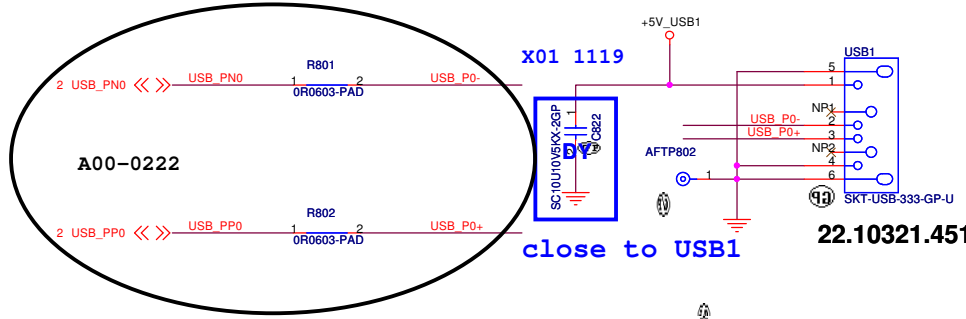 +5V_USB1
X01 1119
USB1
R801
2 USB_PN0
USB_PN0
1
2
USB_P0-
0R0603-PAD
5
1
NP1
USB_P0-
2
USB_P0+
3
NP2
4
6
SC10U10V5KX-2GP
1
2
C822
DY
AFTP802
1
A00-0222
GP
SKT-USB-333-GP-U
22.10321.451
R802
2 USB_PP0
USB_PP0
1
2
USB_P0+
0R0603-PAD
close to USB1